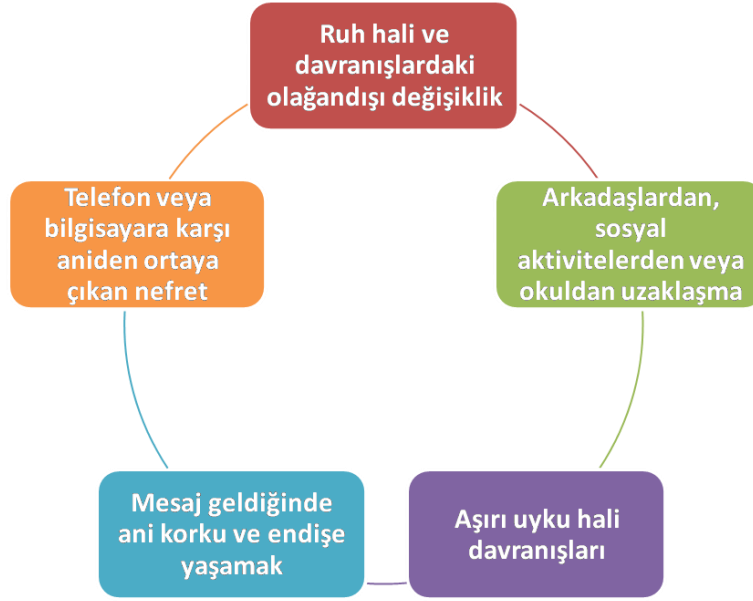 Ruh hali ve
davranışlardaki
olağandışı değişiklik
Arkadaşlardan,
sosyal
aktivitelerden veya
okuldan uzaklaşma
Aşırı uyku hali
davranışları
Mesaj geldiğinde
ani korku ve endişe
yaşamak
Telefon veya
bilgisayara karşı
aniden ortaya
çıkan nefret